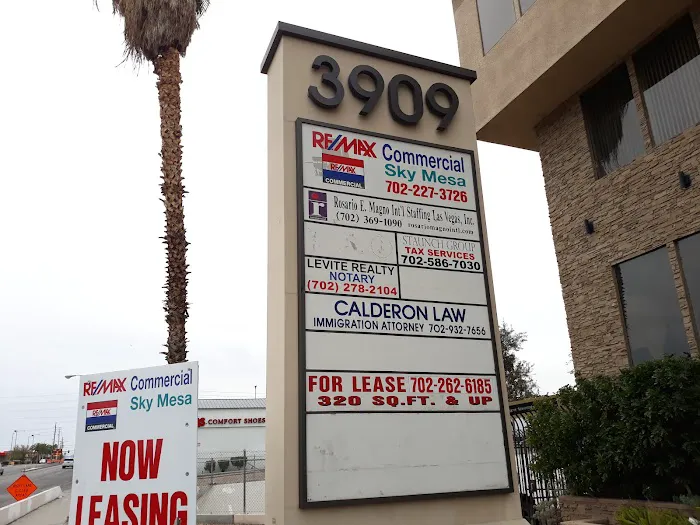 3909
RE/MAX Commercial
Sky Mesa
RE/MAX
COMMERCIAL
702-227-3726
Rosario E. Magno Int'l Staffing Las Vegas, Inc.
(702) 369-1090 rosariomagnointl.com
STAUNCH GROUP
TAX SERVICES
702-586-7030
LEVITE REALTY
NOTARY
(702) 278-2104
CALDERON LAW
IMMIGRATION ATTORNEY 702-932-7656
FOR LEASE 702-262-6185
320 SQ.FT. & UP
RE/MAX Commercial
Sky Mesa
RE/MAX
COMMERCIAL
NOW
LEASING
COMFORT SHOES